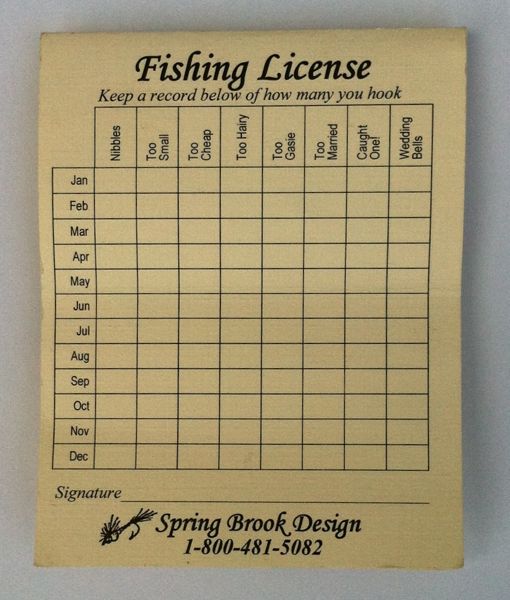 Fishing License
Keep a record below of how many you hook
Nibbles
Too Small
Too Cheap
Too Hairy
Too Gasie
Too Married
Caught One!
Wedding Bells
Jan
Feb
Mar
Apr
May
Jun
Jul
Aug
Sep
Oct
Nov
Dec
Signature
Spring Brook Design
1-800-481-5082